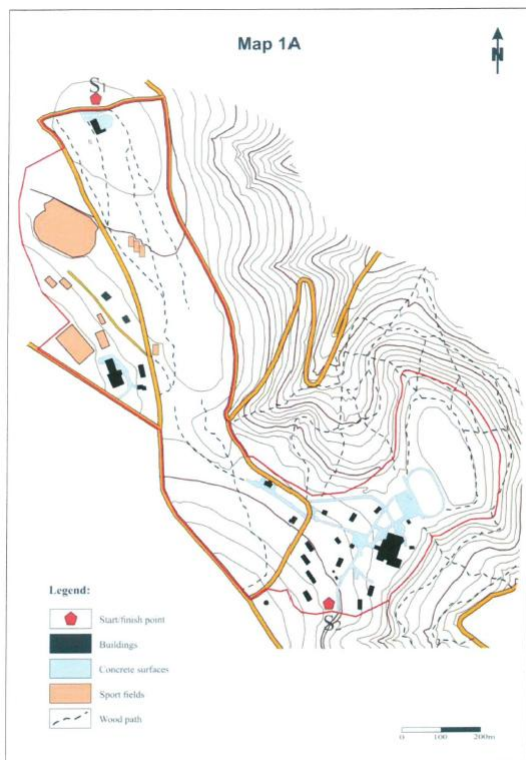 Map 1A
N
S1
S2
Legend:
Start/finish point
Buildings
Concrete surfaces
Sport fields
Wood path
0 100 200m